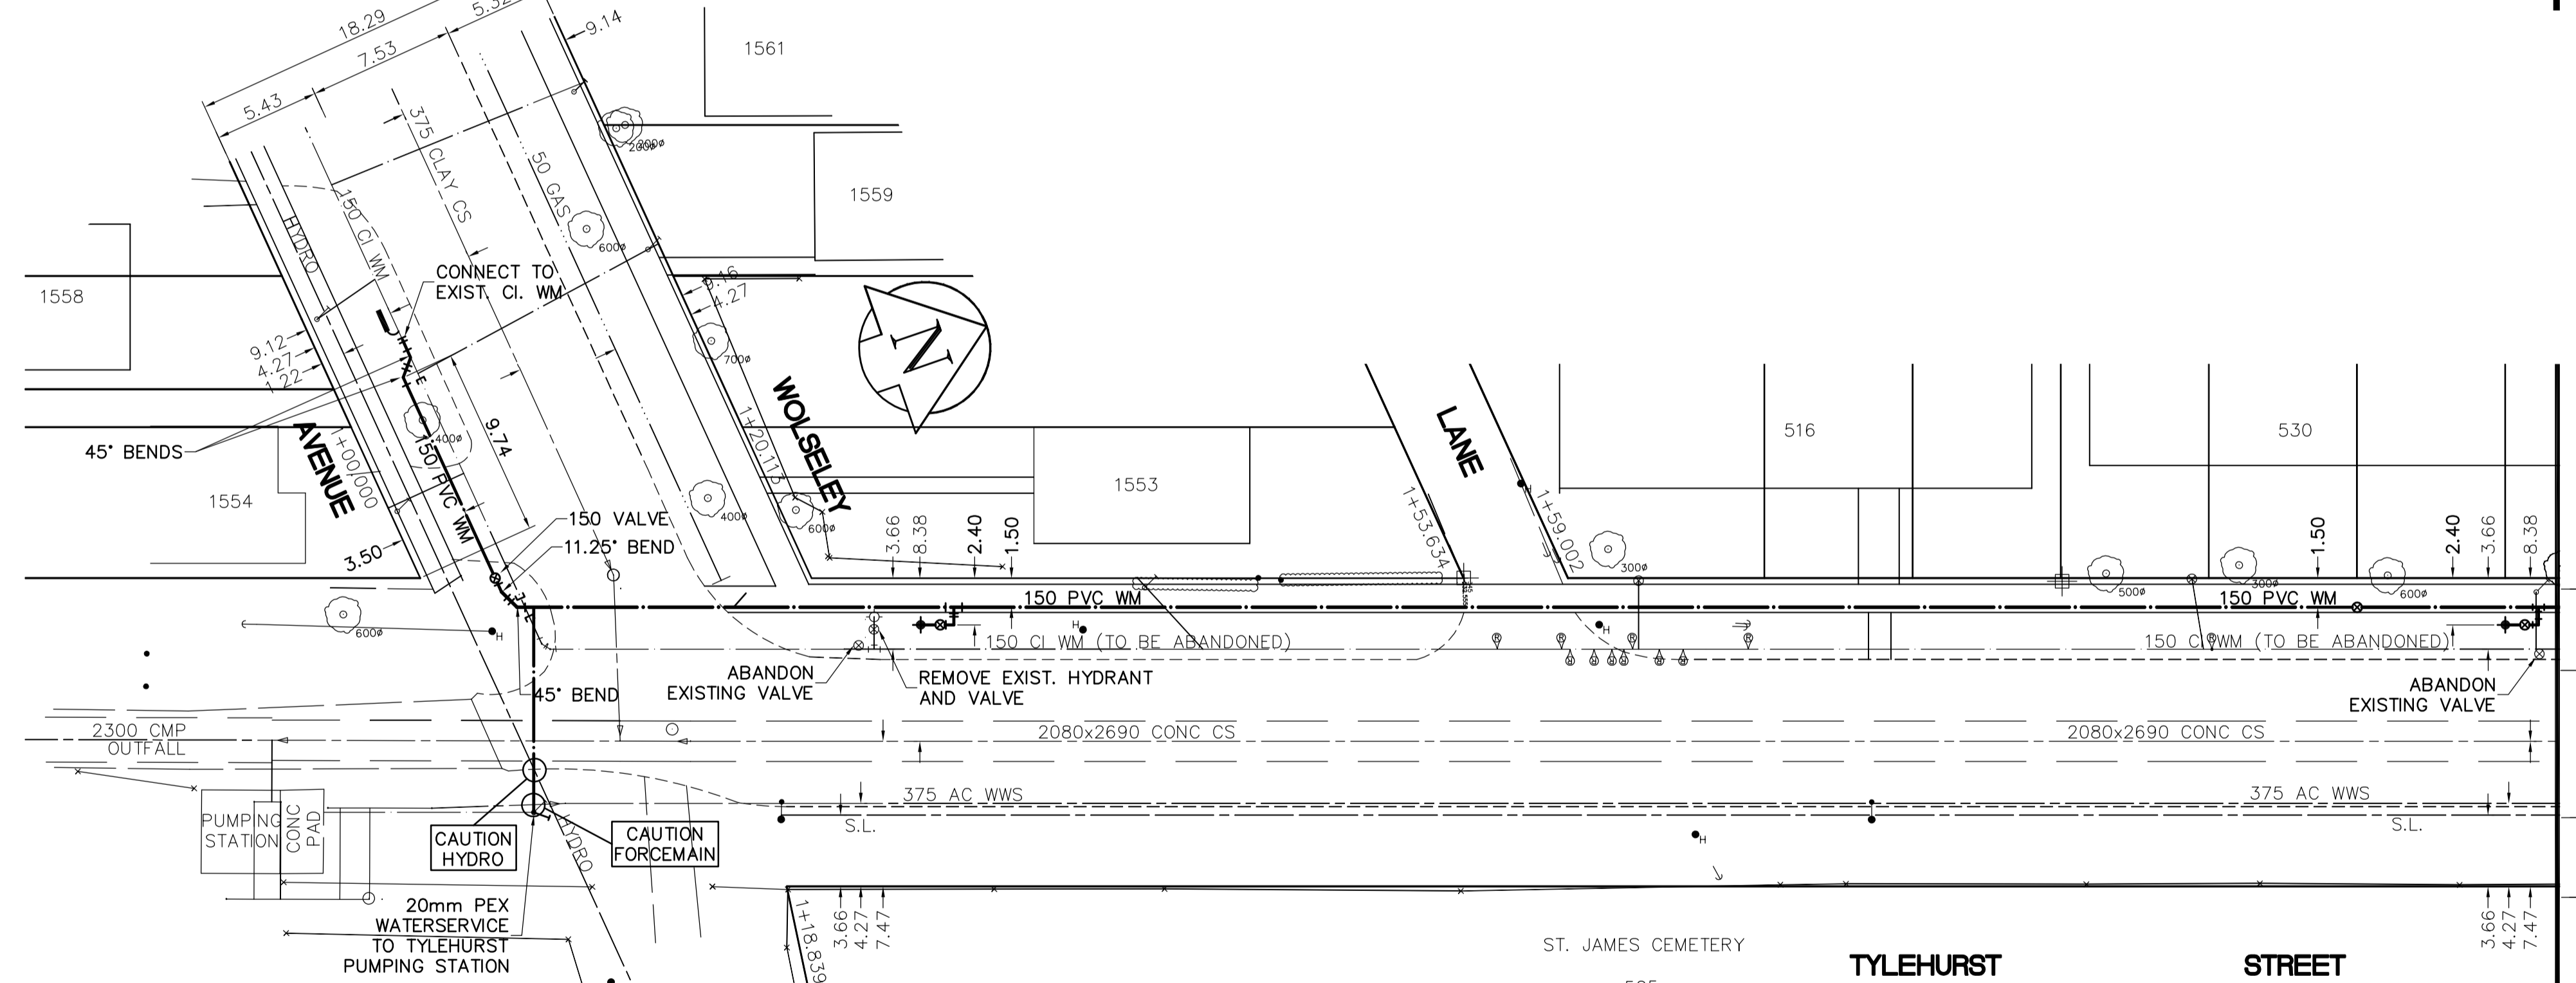 18.29
5.32
7.53
9.14
5.43
1561
375 CLAY CS
50 GAS
200ø
200ø
150 CI WM
HYDRO
1559
600ø
CONNECT TO
EXIST. CI. WM
1558
9.16
4.27
N
700ø
9.12
4.27
1.22
45° BENDS
AVENUE
1+00.000
400ø
150 PVC WM
9.74
WOLSELEY
1+20.113
1554
1553
LANE
516
530
3.50
150 VALVE
11.25° BEND
400ø
600ø
3.66
8.38
2.40
1.50
1+53.634
1+59.002
300ø
1.50
2.40
3.66
8.38
500ø
300ø
600ø
150 PVC WM
150 PVC WM
600ø
H
H
H
H
150 CI WM (TO BE ABANDONED)
150 CI WM (TO BE ABANDONED)
45° BEND
ABANDON
EXISTING VALVE
REMOVE EXIST. HYDRANT
AND VALVE
ABANDON
EXISTING VALVE
2300 CMP
OUTFALL
2080x2690 CONC CS
2080x2690 CONC CS
375 AC WWS
375 AC WWS
S.L.
S.L.
PUMPING
STATION
CONC
PAD
CAUTION
HYDRO
HYDRO
CAUTION
FORCEMAIN
H
20mm PEX
WATERSERVICE
TO TYLEHURST
PUMPING STATION
1+18.839
3.66
4.27
7.47
3.66
4.27
7.47
ST. JAMES CEMETERY
TYLEHURST STREET